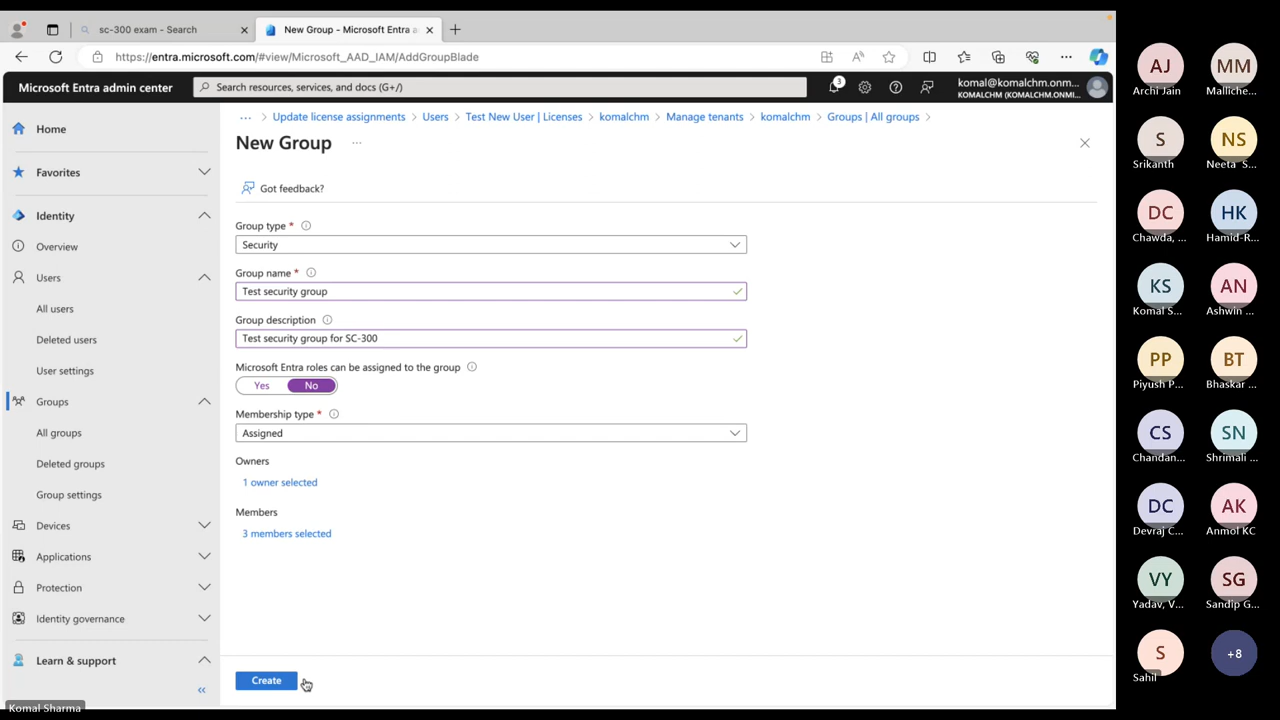 sc-300 exam - Search
New Group - Microsoft Entra a
https://entra.microsoft.com/#view/Microsoft_AAD_IAM/AddGroupBlade
Microsoft Entra admin center
Search resources, services, and docs (G+/)
3
komal@komalchm.onm...
KOMALCHM (KOMALCHM.ONMI...
Home
Favorites
Identity
Overview
Users
All users
Deleted users
User settings
Groups
All groups
Deleted groups
Group settings
Devices
Applications
Protection
Identity governance
Learn & support
... > Update license assignments > Users > Test New User | Licenses > komalchm > Manage tenants > komalchm > Groups | All groups >
New Group ...
Got feedback?
Group type *
Security
Group name *
Test security group
Group description
Test security group for SC-300
Microsoft Entra roles can be assigned to the group
Yes No
Membership type *
Assigned
Owners
1 owner selected
Members
3 members selected
Create
Komal Sharma
AJ MM
Archi Jain Malliche...
S NS
Srikanth Neeta S...
DC HK
Chawda, ... Hamid-R...
KS AN
Komal S... Ashwin ...
PP BT
Piyush P... Bhaskar ...
CS SN
Chandan... Shrimali ...
DC AK
Devraj C... Anmol KC
VY SG
Yadav, V... Sandip G...
S +8
Sahil